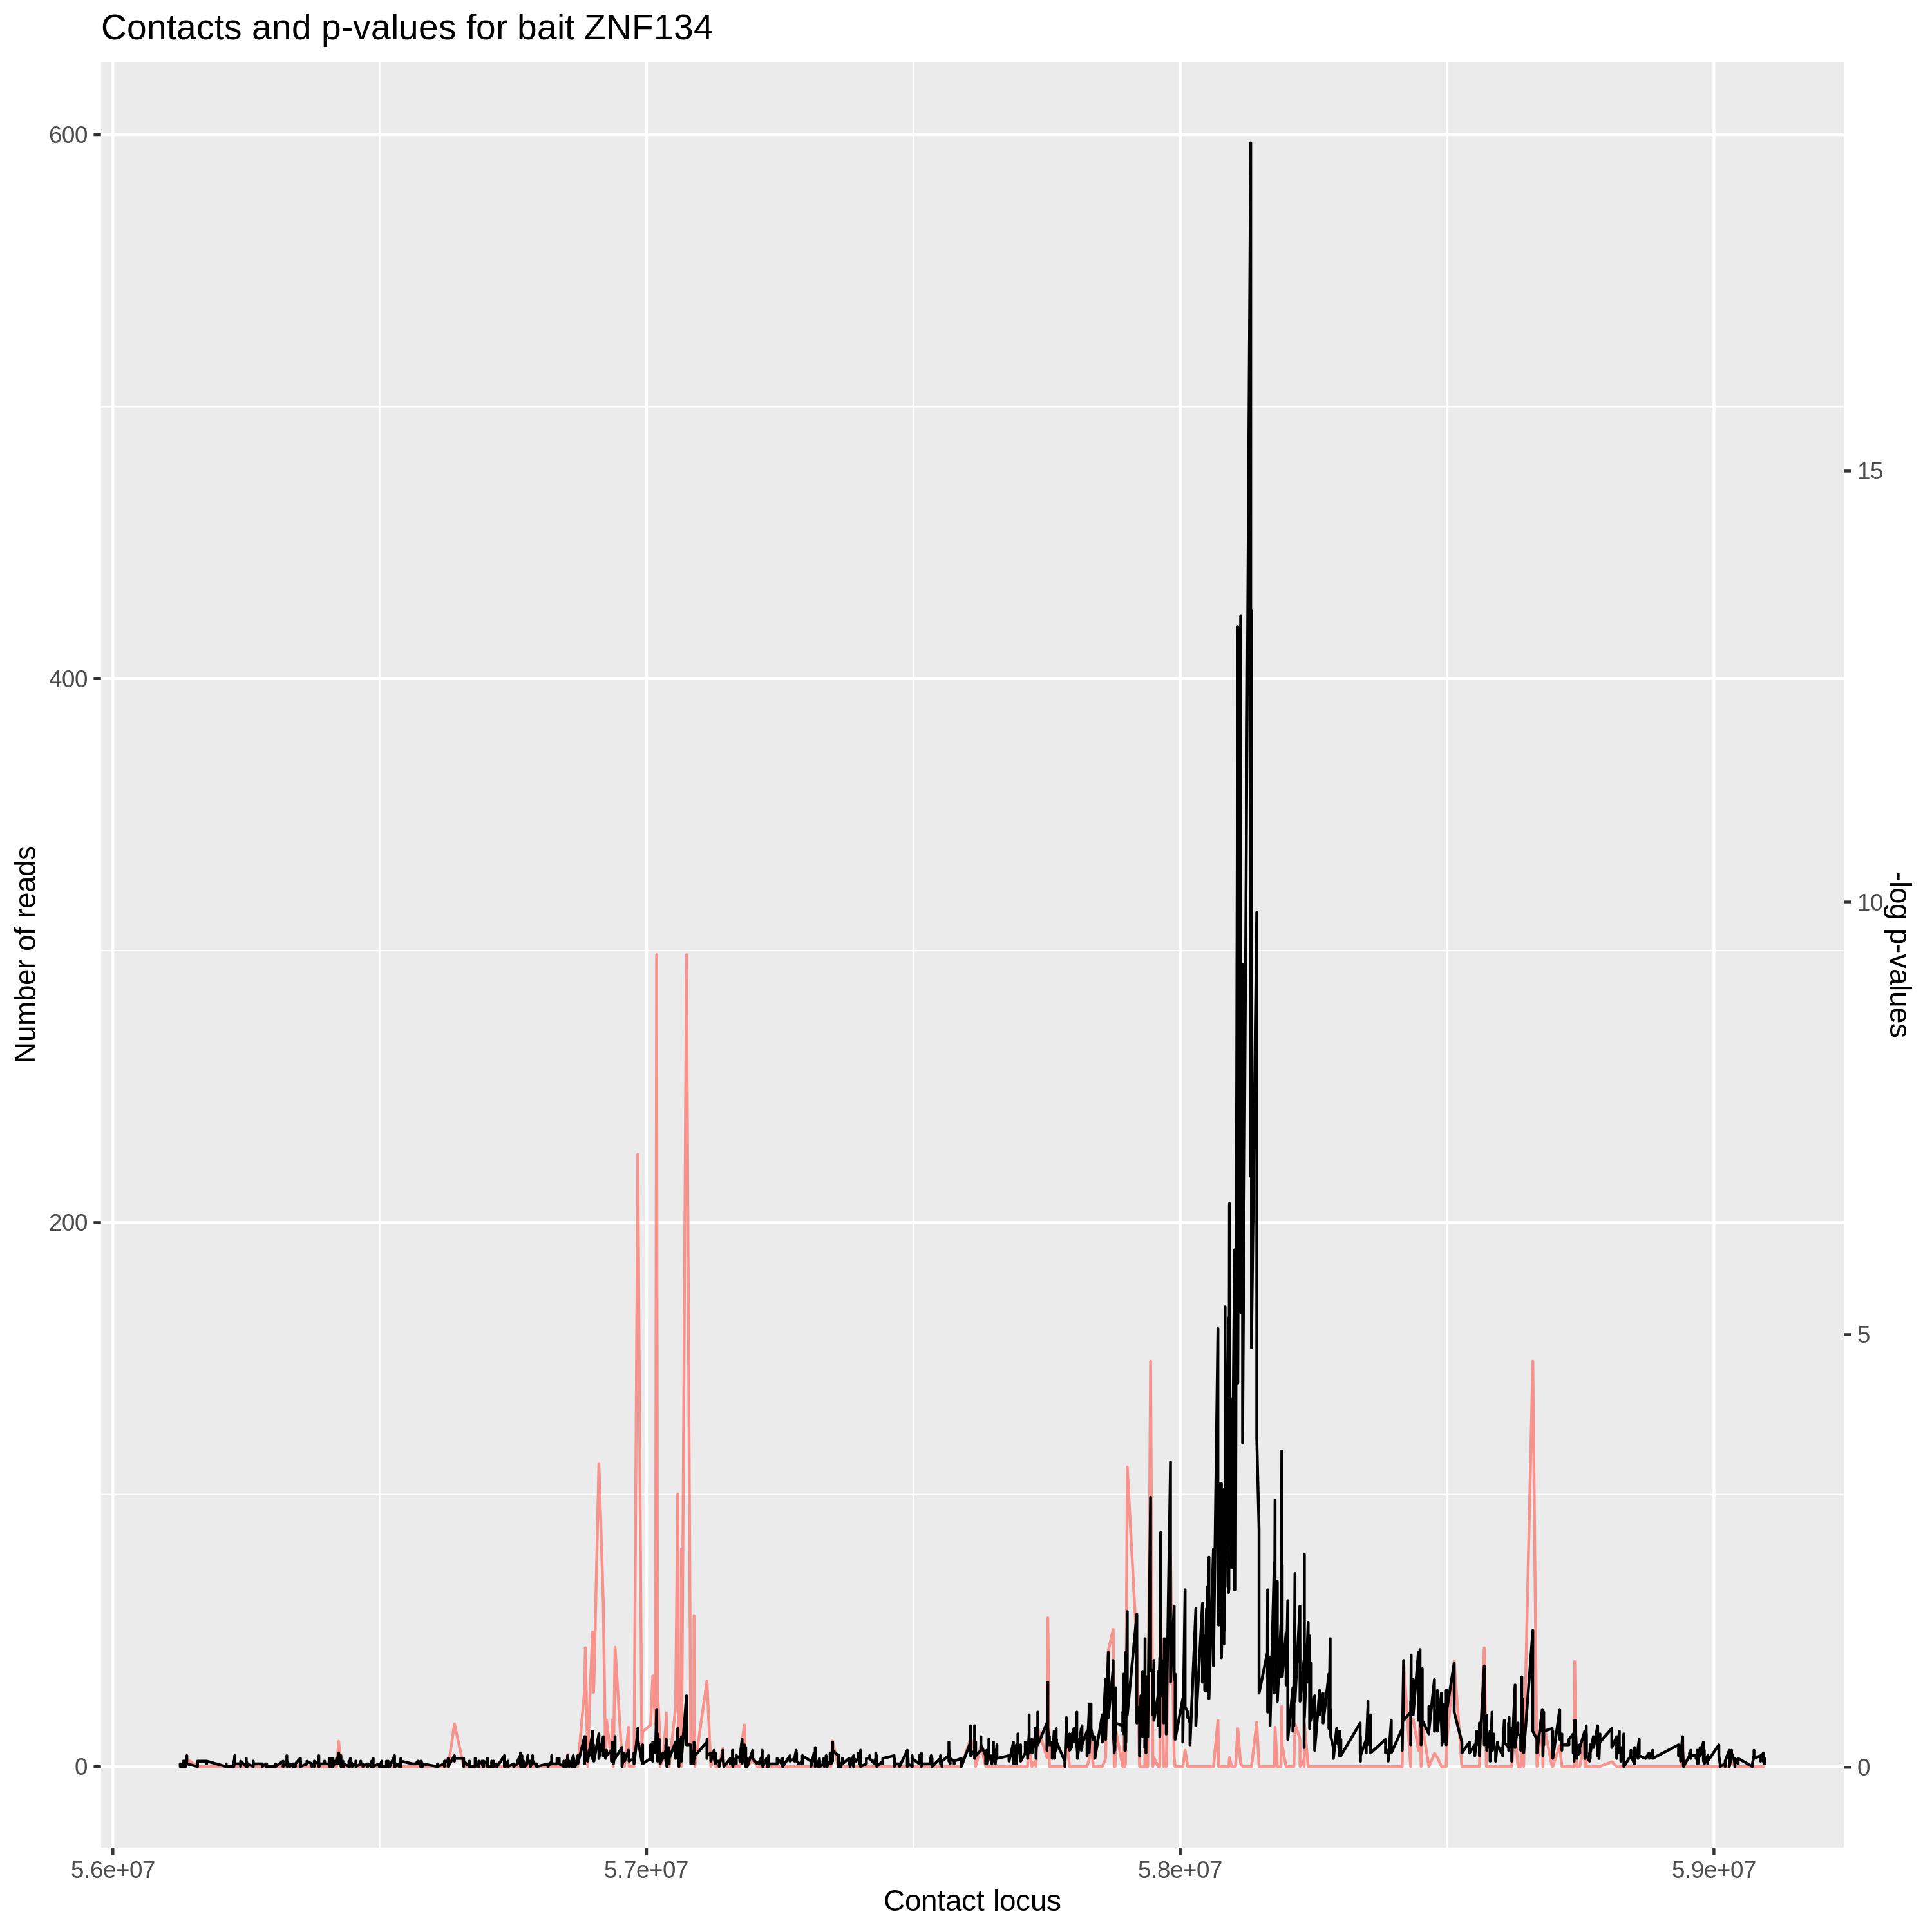 Contacts and p-values for bait ZNF134
600
400
200
0
Number of reads
15
10
5
0
-log p-values
5.6e+07
5.7e+07
5.8e+07
5.9e+07
Contact locus